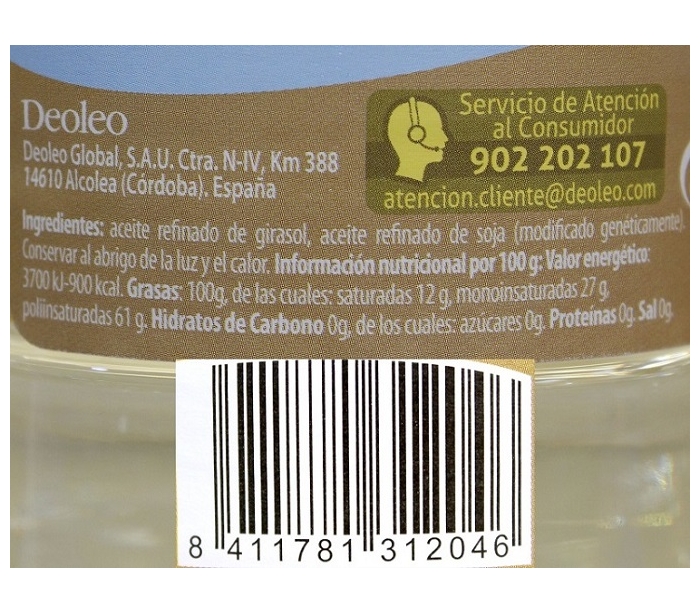 Deoleo
Deoleo Global, S.A.U. Ctra. N-IV, Km 388
14610 Alcolea (Córdoba). España
Servicio de Atención
al Consumidor
902 202 107
atencion.cliente@deoleo.com
Ingredientes: aceite refinado de girasol, aceite refinado de soja (modificado genéticamente).
Conservar al abrigo de la luz y el calor. Información nutricional por 100 g: Valor energético:
3700 kJ-900 kcal. Grasas: 100g, de las cuales: saturadas 12 g, monoinsaturadas 27 g,
poliinsaturadas 61 g. Hidratos de Carbono 0g, de los cuales: azúcares 0g. Proteínas 0g. Sal 0g.
8 411781 312046